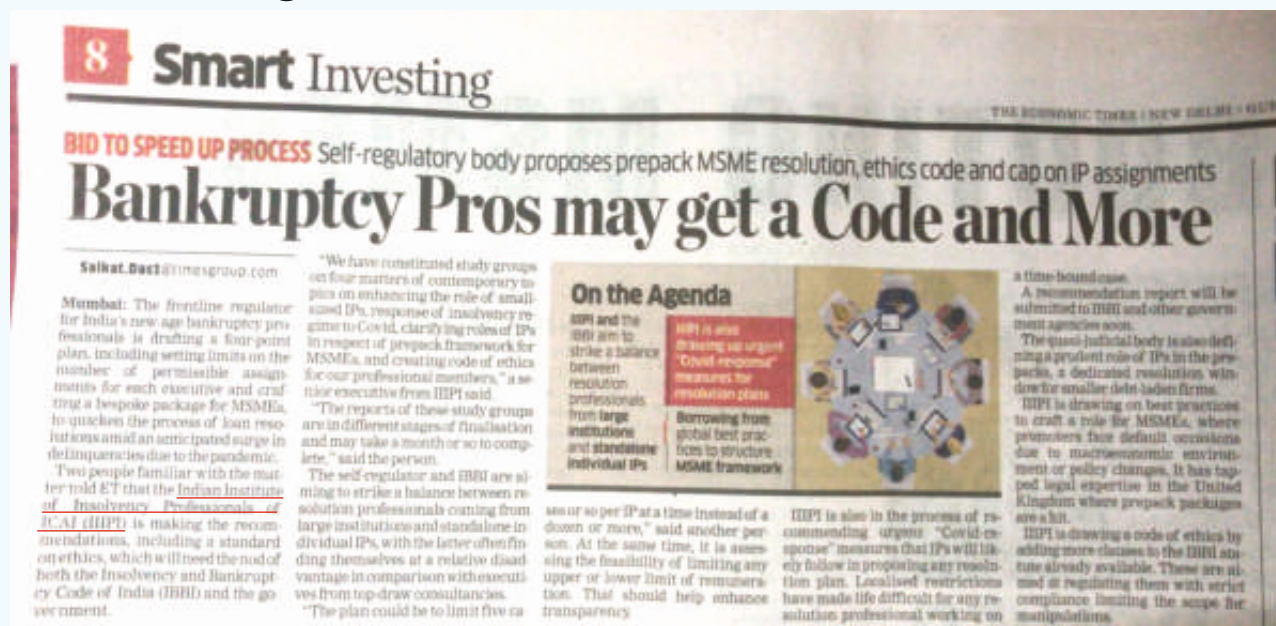 8 Smart Investing
THE ECONOMIC TIMES | NEW DELHI
BID TO SPEED UP PROCESS Self-regulatory body proposes prepack MSME resolution, ethics code and cap on IP assignments
Bankruptcy Pros may get a Code and More
Saikat.Das1@timesgroup.com
Mumbai: The frontline regulator
for India's new age bankruptcy pro-
fessionals is drafting a four-point
plan, including setting limits on the
number of permissible assign-
ments for each executive and craf-
ting a bespoke package for MSMEs,
to quicken the process of loan reso-
lutions amid an anticipated surge in
delinquencies due to the pandemic.
Two people familiar with the mat-
ter told ET that the Indian Institute
of Insolvency Professionals of
ICAI (IIIPI) is making the recom-
mendations, including a standard
on ethics, which will need the nod of
both the Insolvency and Bankrupt-
cy Code of India (IBBI) and the go
vernment.
"We have constituted study groups
on four matters of contemporary to-
pics on enhancing the role of small-
sized IPs, response of insolvency re-
gime to Covid, clarifying roles of IPs
in respect of prepack framework for
MSMEs, and creating code of ethics
for our professional members," a se-
nior executive from IIIPI said.
"The reports of these study groups
are in different stages of finalisation
and may take a month or so to comp-
lete," said the person.
The self-regulator and IBBI are ai-
ming to strike a balance between re-
solution professionals coming from
large institutions and standalone in-
dividual IPs, with the latter often fin
ding themselves at a relative disad
vantage in comparison with executi-
ves from top-draw consultancies.
"The plan could be to limit five ca
On the Agenda
IIIPI and the
IBBI aim to
strike a balance
between
resolution
professionals
from large
institutions
and standalone
individual IPs
IIIPI is also
drawing up urgent
"Covid-response"
measures for
resolution plans
Borrowing from
global best prac-
tices to structure
MSME framework
ses or so per IP at a time instead of a
dozen or more," said another per-
son. At the same time, it is asses-
sing the feasibility of limiting any
upper or lower limit of remunera-
tion. That should help enhance
transparency.
IIIPI is also in the process of re-
commending urgent "Covid-re-
sponse" measures that IPs will lik-
ely follow in proposing any resolu-
tion plan. Localised restrictions
have made life difficult for any re-
solution professional working on
a time-bound case.
A recommendation report will be
submitted to IBBI and other govern-
ment agencies soon.
The quasi-judicial body is also defi-
ning a prudent role of IPs in the pre-
packs, a dedicated resolution win-
dow for smaller debt-laden firms.
IIIPI is drawing on best practices
to craft a role for MSMEs, where
promoters face default occasions
due to macroeconomic environ-
ment or policy changes. It has tap-
ped legal expertise in the United
Kingdom where prepack packages
are a hit.
IIIPI is drawing a code of ethics by
adding more clauses to the IBBI
already available. These are ai-
med at regulating them with strict
compliance limiting the scope for
manipulations.